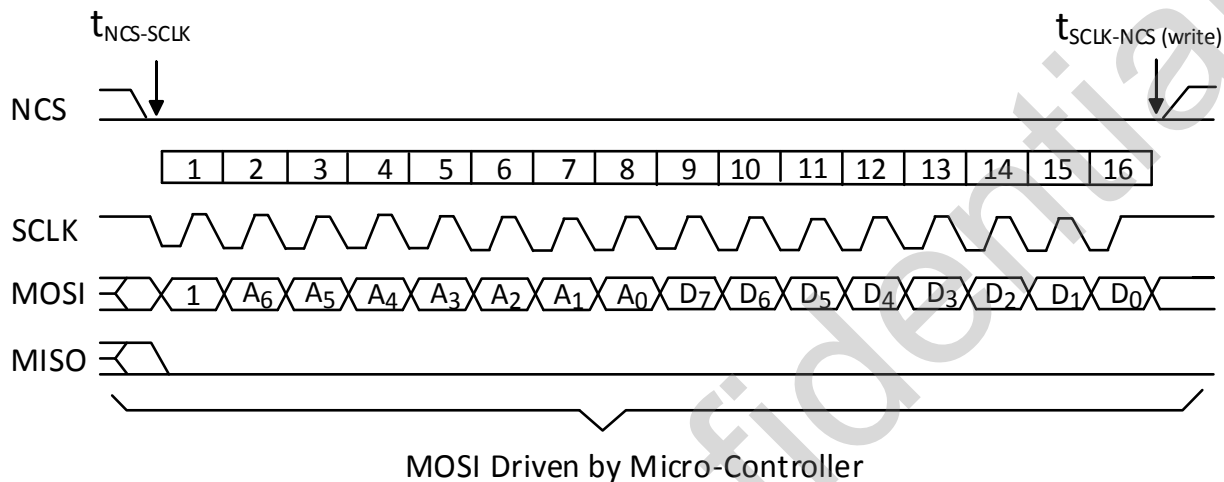 tNCS-SCLK
tSCLK-NCS (write)
NCS
1 2 3 4 5 6 7 8 9 10 11 12 13 14 15 16
SCLK
MOSI 1 A6 A5 A4 A3 A2 A1 A0 D7 D6 D5 D4 D3 D2 D1 D0
MISO
MOSI Driven by Micro-Controller
fidential